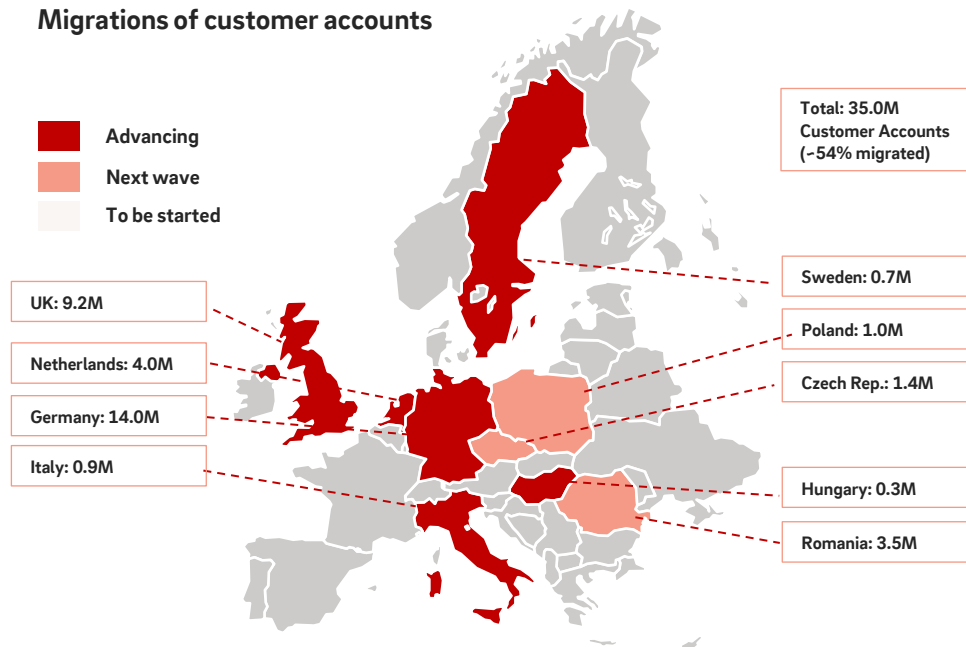 Migrations of customer accounts
Advancing
Next wave
To be started
Total: 35.0M
Customer Accounts
(~54% migrated)
UK: 9.2M
Netherlands: 4.0M
Germany: 14.0M
Italy: 0.9M
Sweden: 0.7M
Poland: 1.0M
Czech Rep.: 1.4M
Hungary: 0.3M
Romania: 3.5M